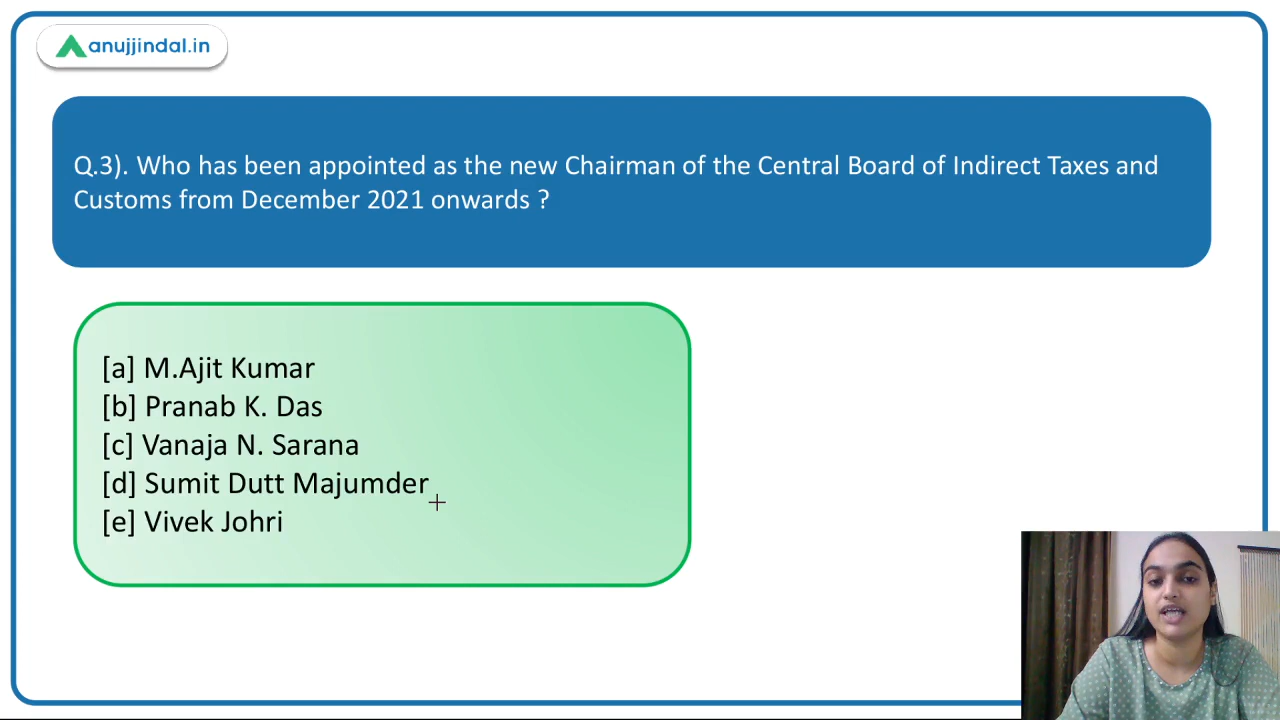 anujjindal.in
Q.3). Who has been appointed as the new Chairman of the Central Board of Indirect Taxes and
Customs from December 2021 onwards ?
[a] M.Ajit Kumar
[b] Pranab K. Das
[c] Vanaja N. Sarana
[d] Sumit Dutt Majumder
[e] Vivek Johri